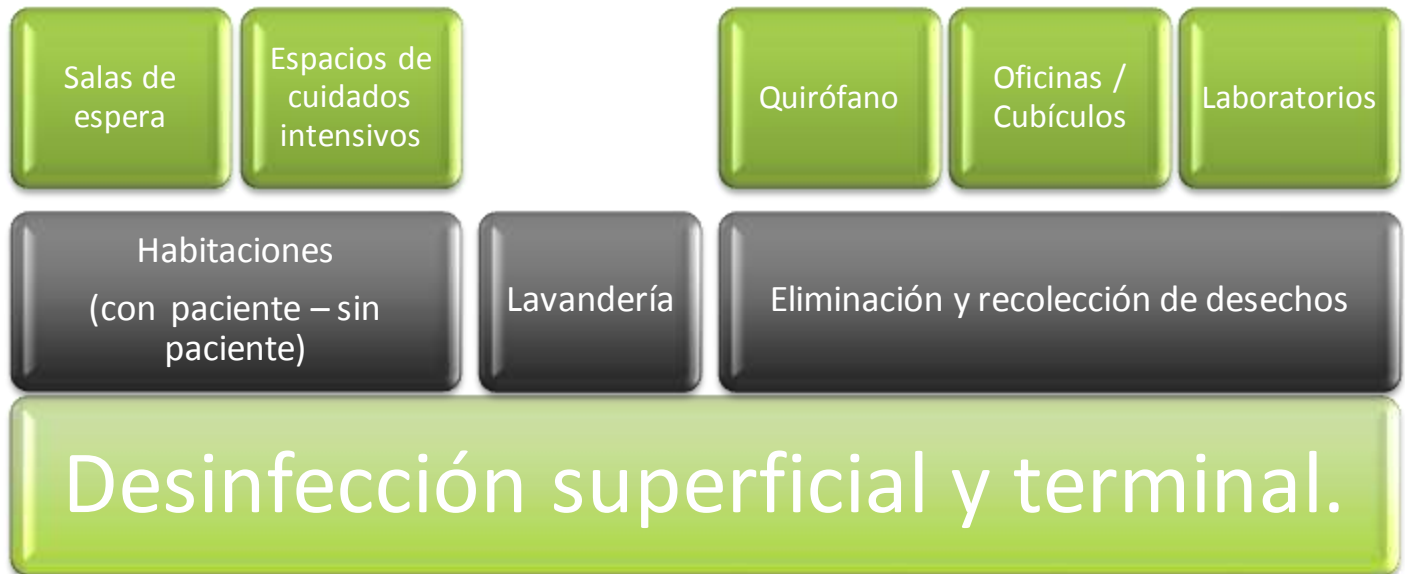 Salas de
espera
Espacios de
cuidados
intensivos
Quirófano
Oficinas /
Cubículos
Laboratorios
Habitaciones
(con paciente – sin
paciente)
Lavandería
Eliminación y recolección de desechos
Desinfección superficial y terminal.